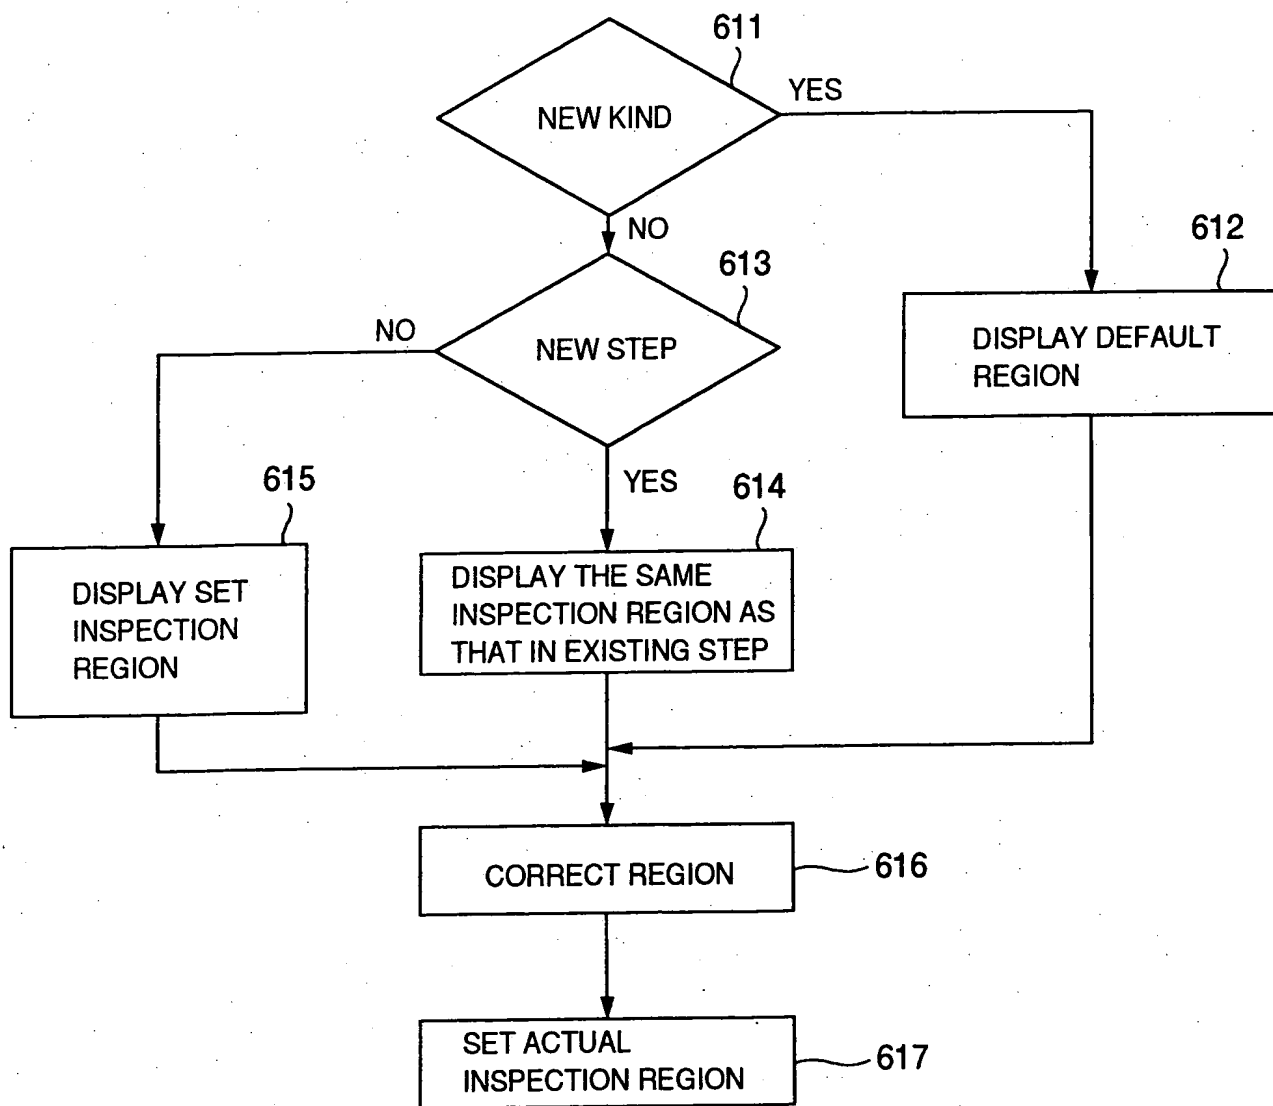 611
NEW KIND
YES
NO
612
613
NO
NEW STEP
DISPLAY DEFAULT
REGION
YES
615
614
DISPLAY SET
INSPECTION
REGION
DISPLAY THE SAME
INSPECTION REGION AS
THAT IN EXISTING STEP
CORRECT REGION
616
SET ACTUAL
INSPECTION REGION
617